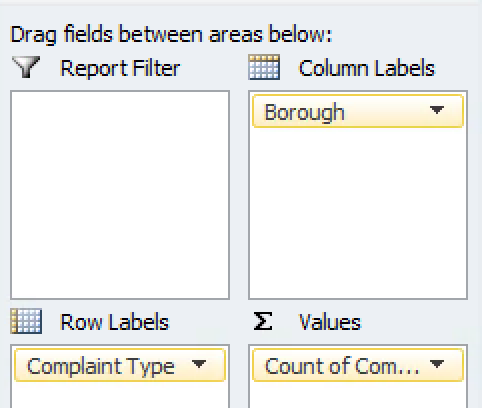 Drag fields between areas below:
Report Filter
Column Labels
Borough
Row Labels
Σ Values
Complaint Type
Count of Com...